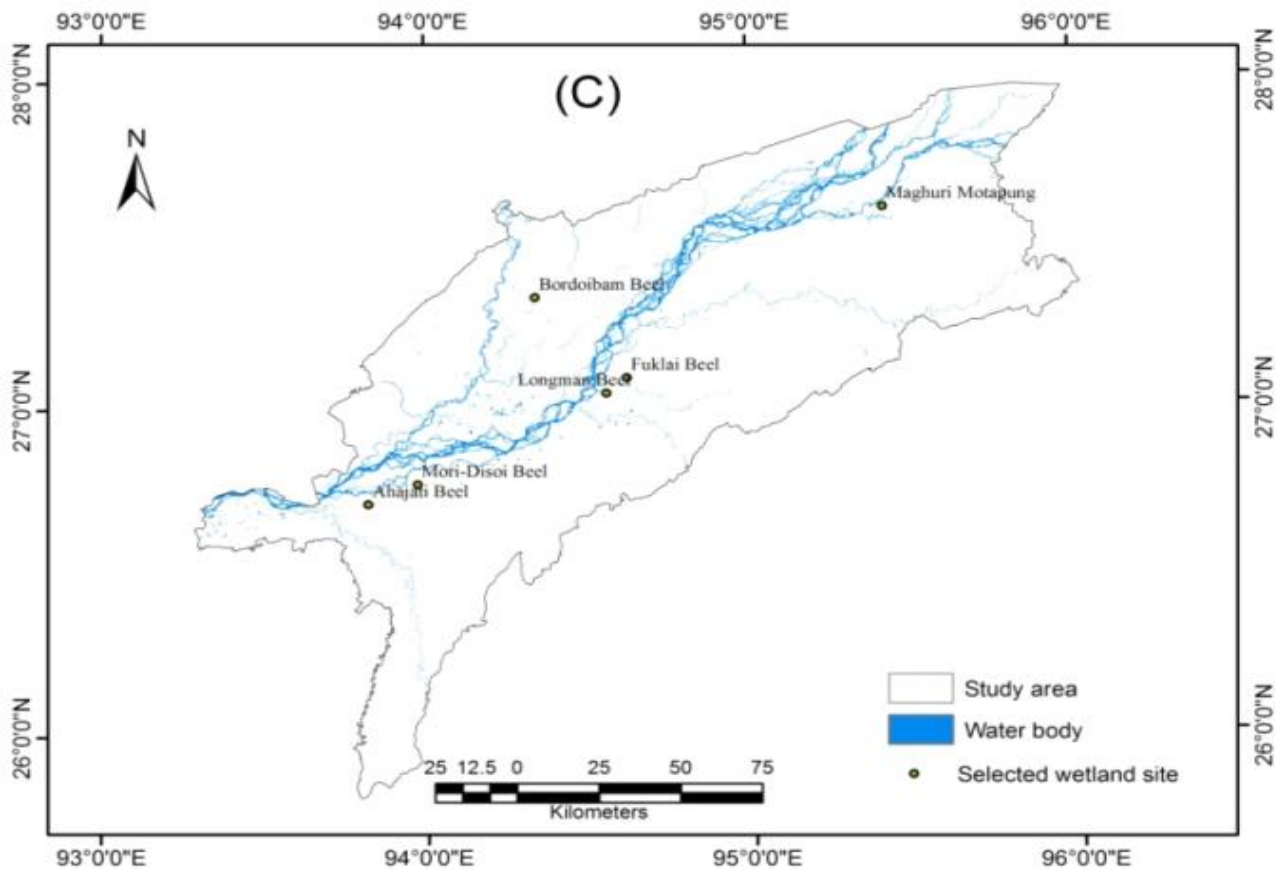 93°0'0"E 94°0'0"E 95°0'0"E 96°0'0"E
(C)
28°0'0"N 28°0'0"N
N
Maghuri Motapung
Bordoibam Beel
Fuklai Beel
Longman Beel
27°0'0"N 27°0'0"N
Mori-Disoi Beel
Ahajan Beel
Study area
Water body
26°0'0"N 26°0'0"N
25 12.5 0 25 50 75
Selected wetland site
Kilometers
93°0'0"E 94°0'0"E 95°0'0"E 96°0'0"E